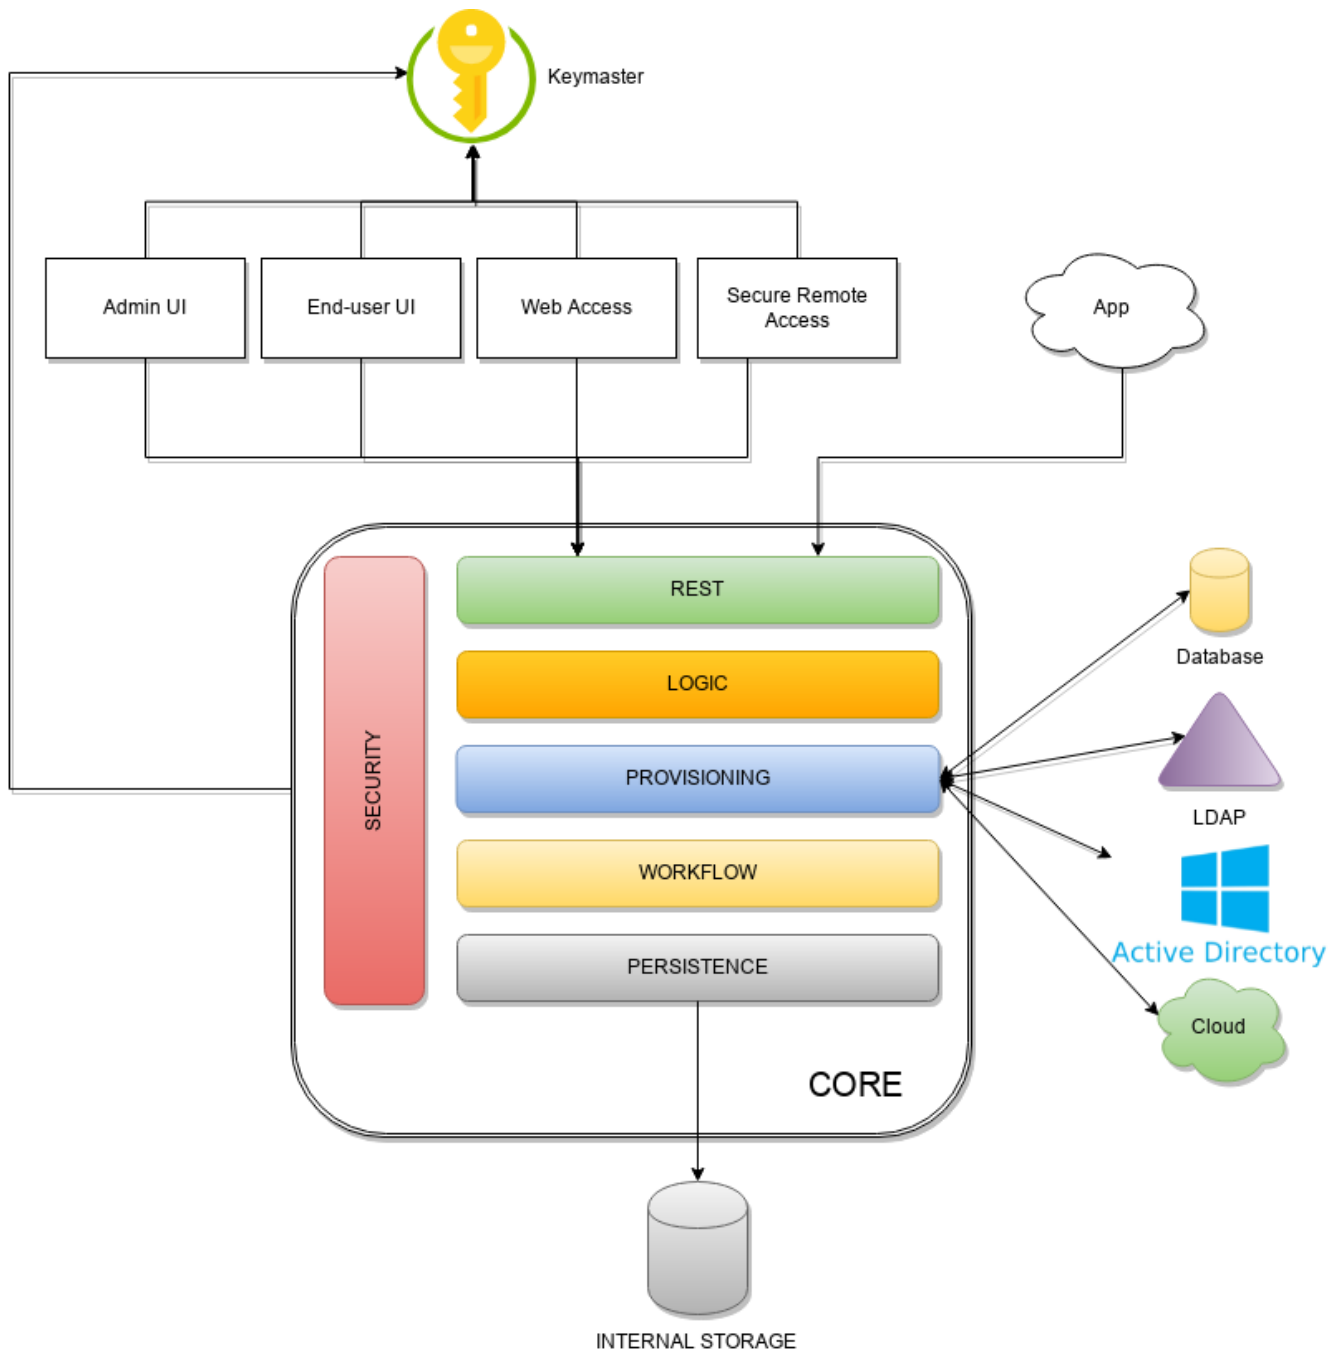 Keymaster
Admin UI
End-user UI
Web Access
Secure Remote
Access
App
REST
LOGIC
PROVISIONING
WORKFLOW
PERSISTENCE
SECURITY
CORE
Database
LDAP
Active Directory
Cloud
INTERNAL STORAGE